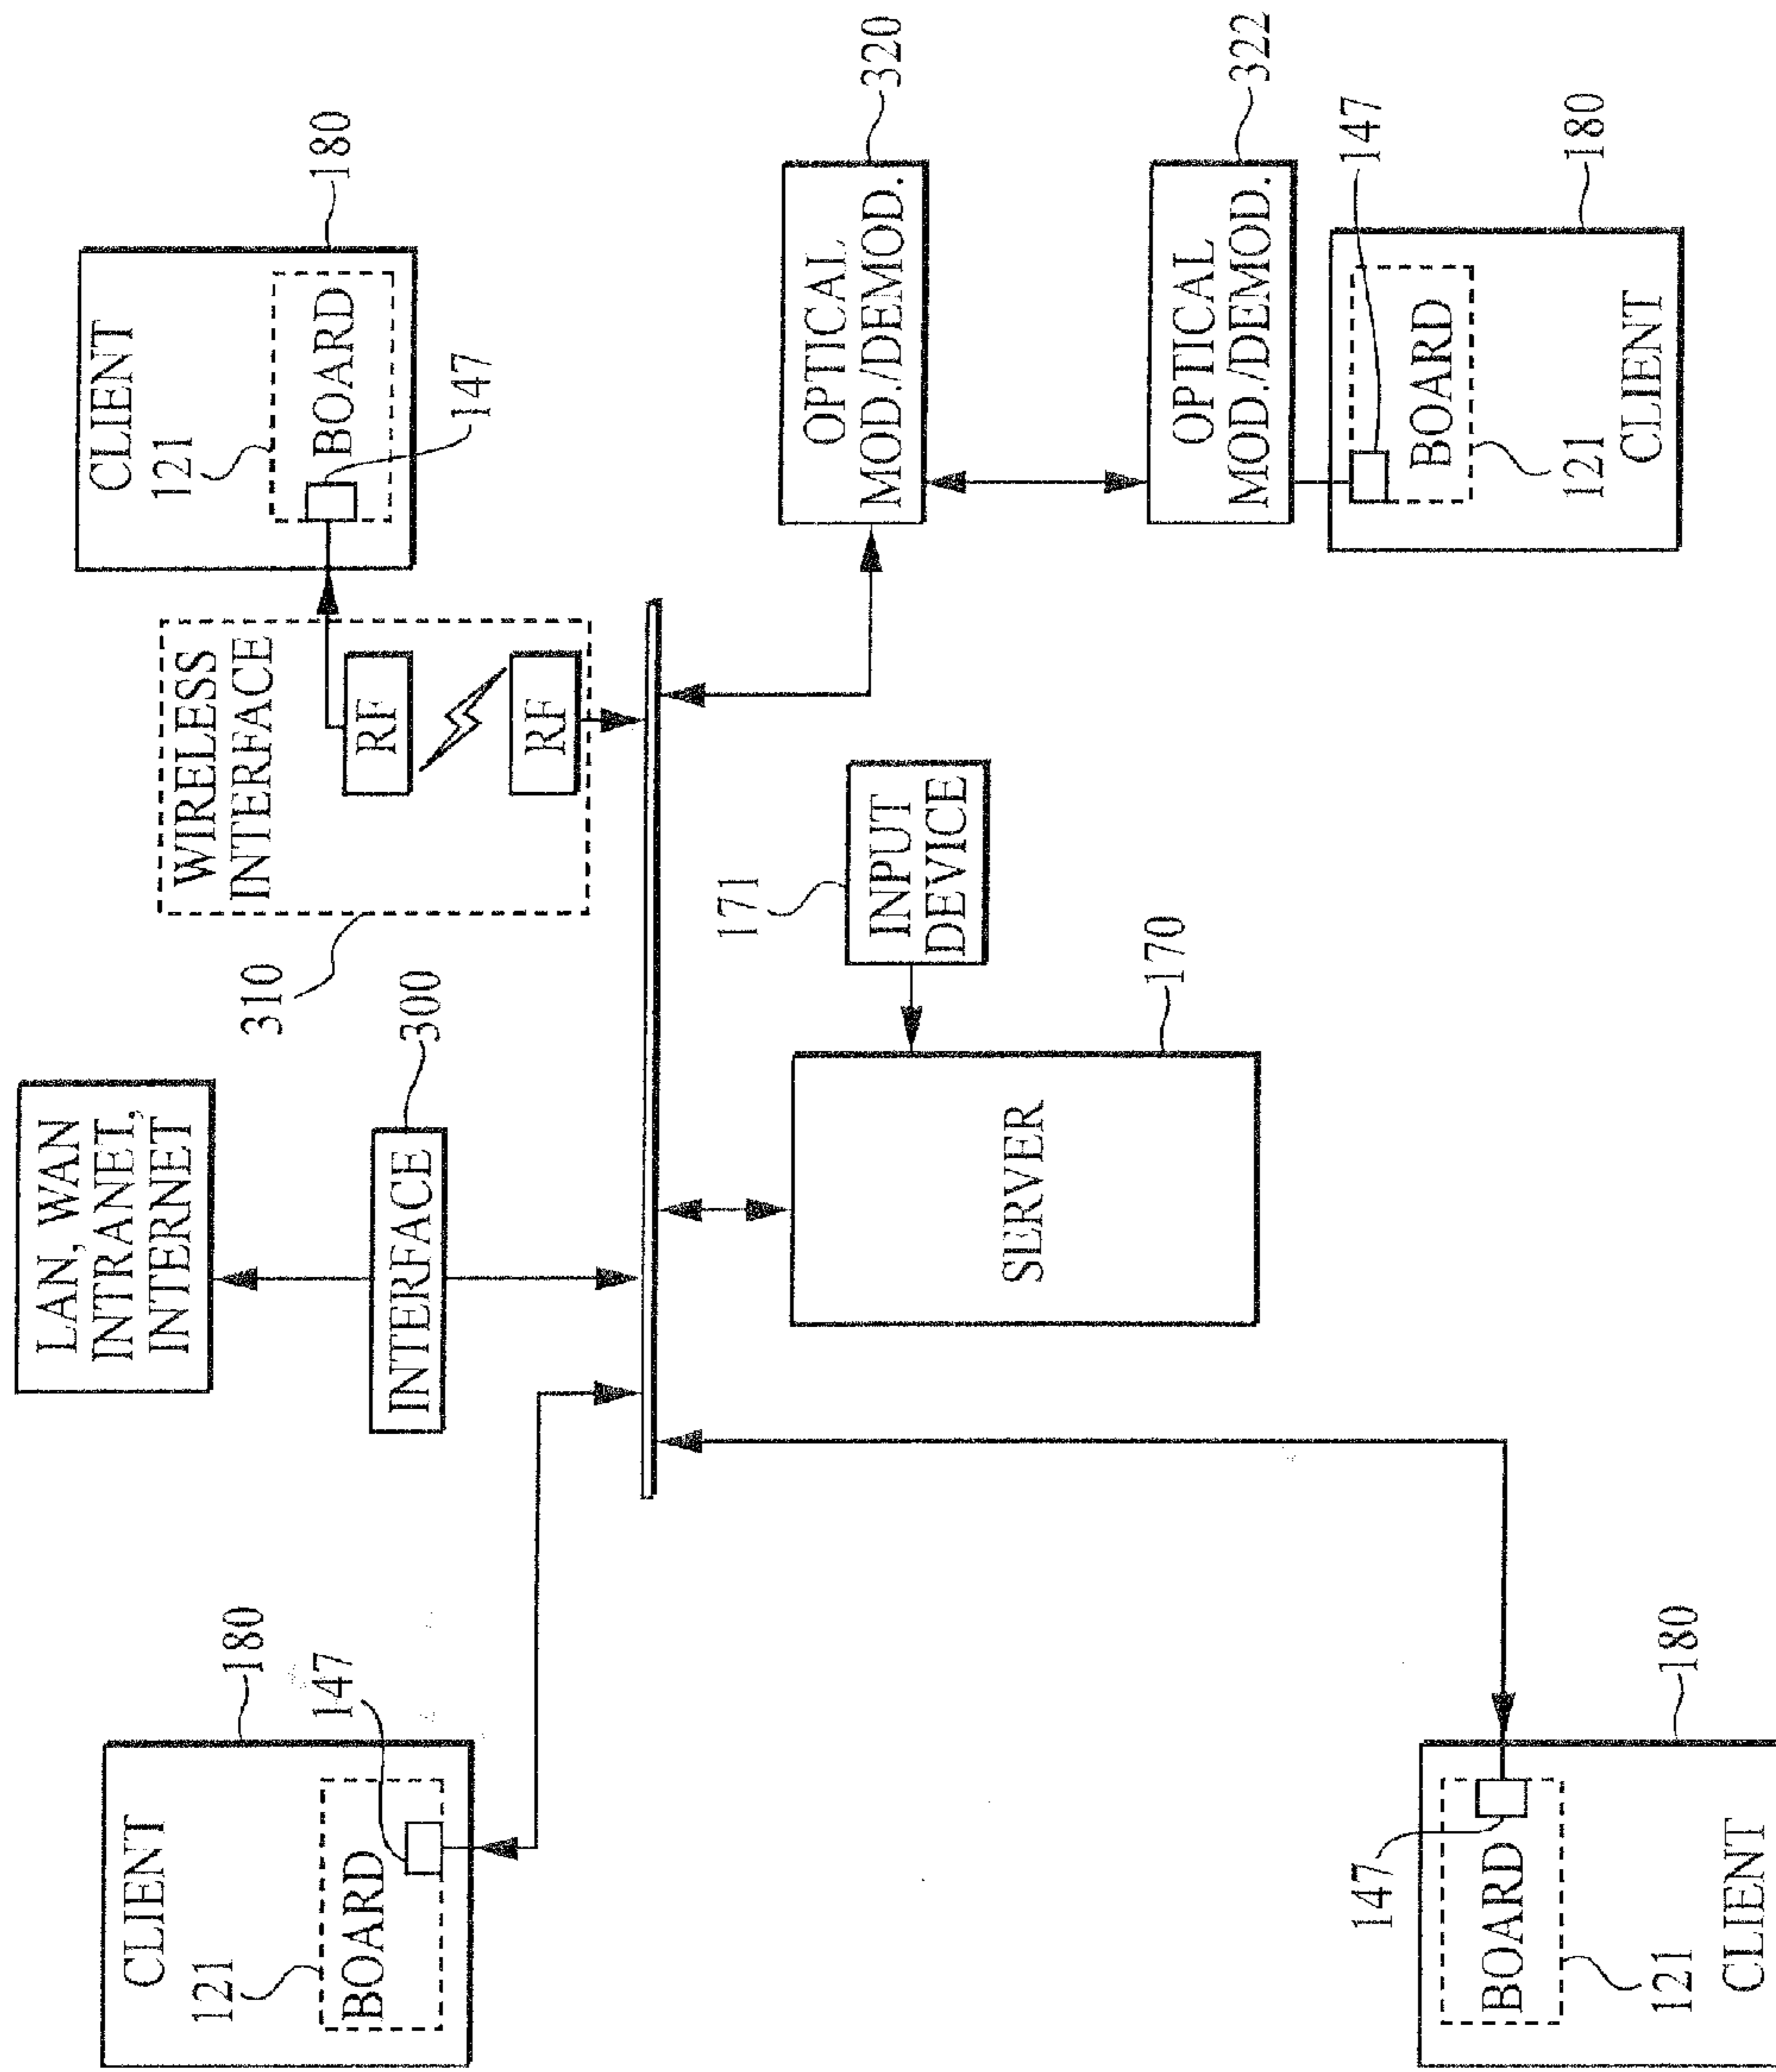 CLIENT
121
BOARD
147
180
LAN, WAN
INTRANET,
INTERNET
INTERFACE
300
310
WIRELESS
INTERFACE
RF
RF
CLIENT
121
BOARD
147
180
171
INPUT
DEVICE
SERVER
170
OPTICAL
MOD./DEMOD.
320
OPTICAL
MOD./DEMOD.
322
147
BOARD
121
CLIENT
180
147
BOARD
121
CLIENT
180